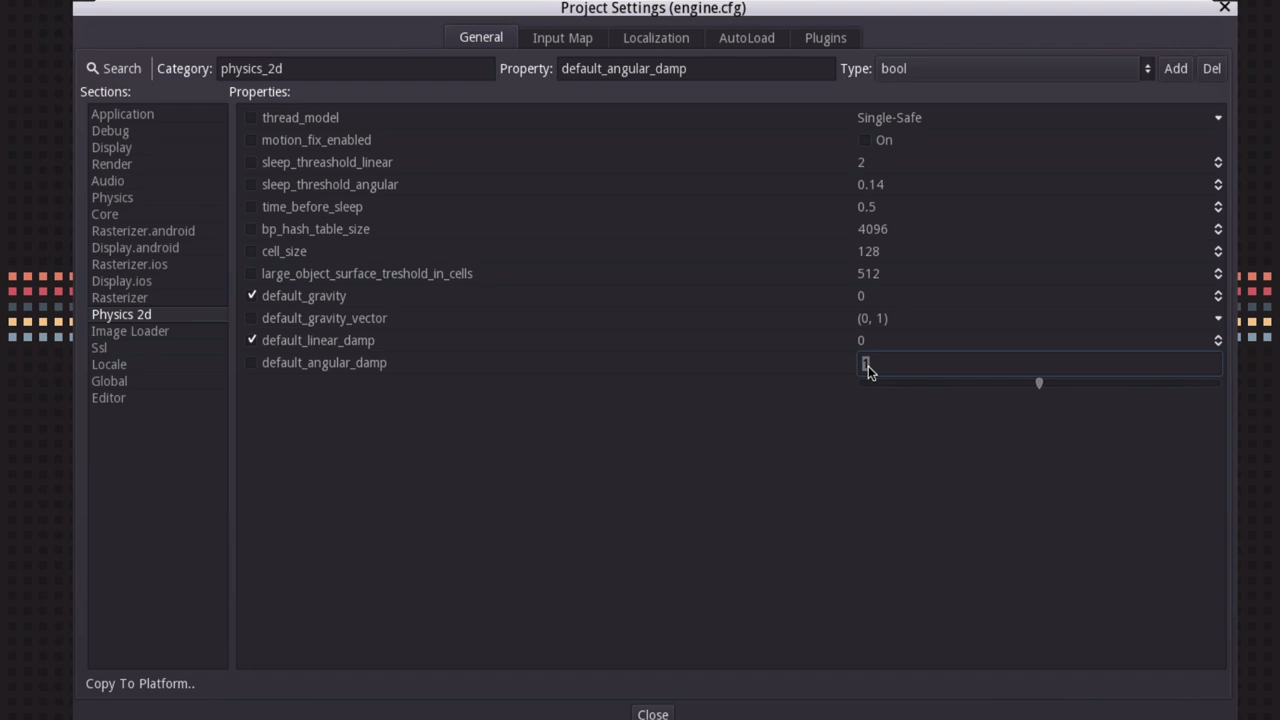 Project Settings (engine.cfg)
General Input Map Localization AutoLoad Plugins
Search Category: physics_2d Property: default_angular_damp Type: bool Add Del
Sections: Properties:
Application
Debug
Display
Render
Audio
Physics
Core
Rasterizer.android
Display.android
Rasterizer.ios
Display.ios
Rasterizer
Physics 2d
Image Loader
Ssl
Locale
Global
Editor
thread_model Single-Safe
motion_fix_enabled On
sleep_threashold_linear 2
sleep_threshold_angular 0.14
time_before_sleep 0.5
bp_hash_table_size 4096
cell_size 128
large_object_surface_treshold_in_cells 512
default_gravity 0
default_gravity_vector (0, 1)
default_linear_damp 0
default_angular_damp 1
Copy To Platform..
Close